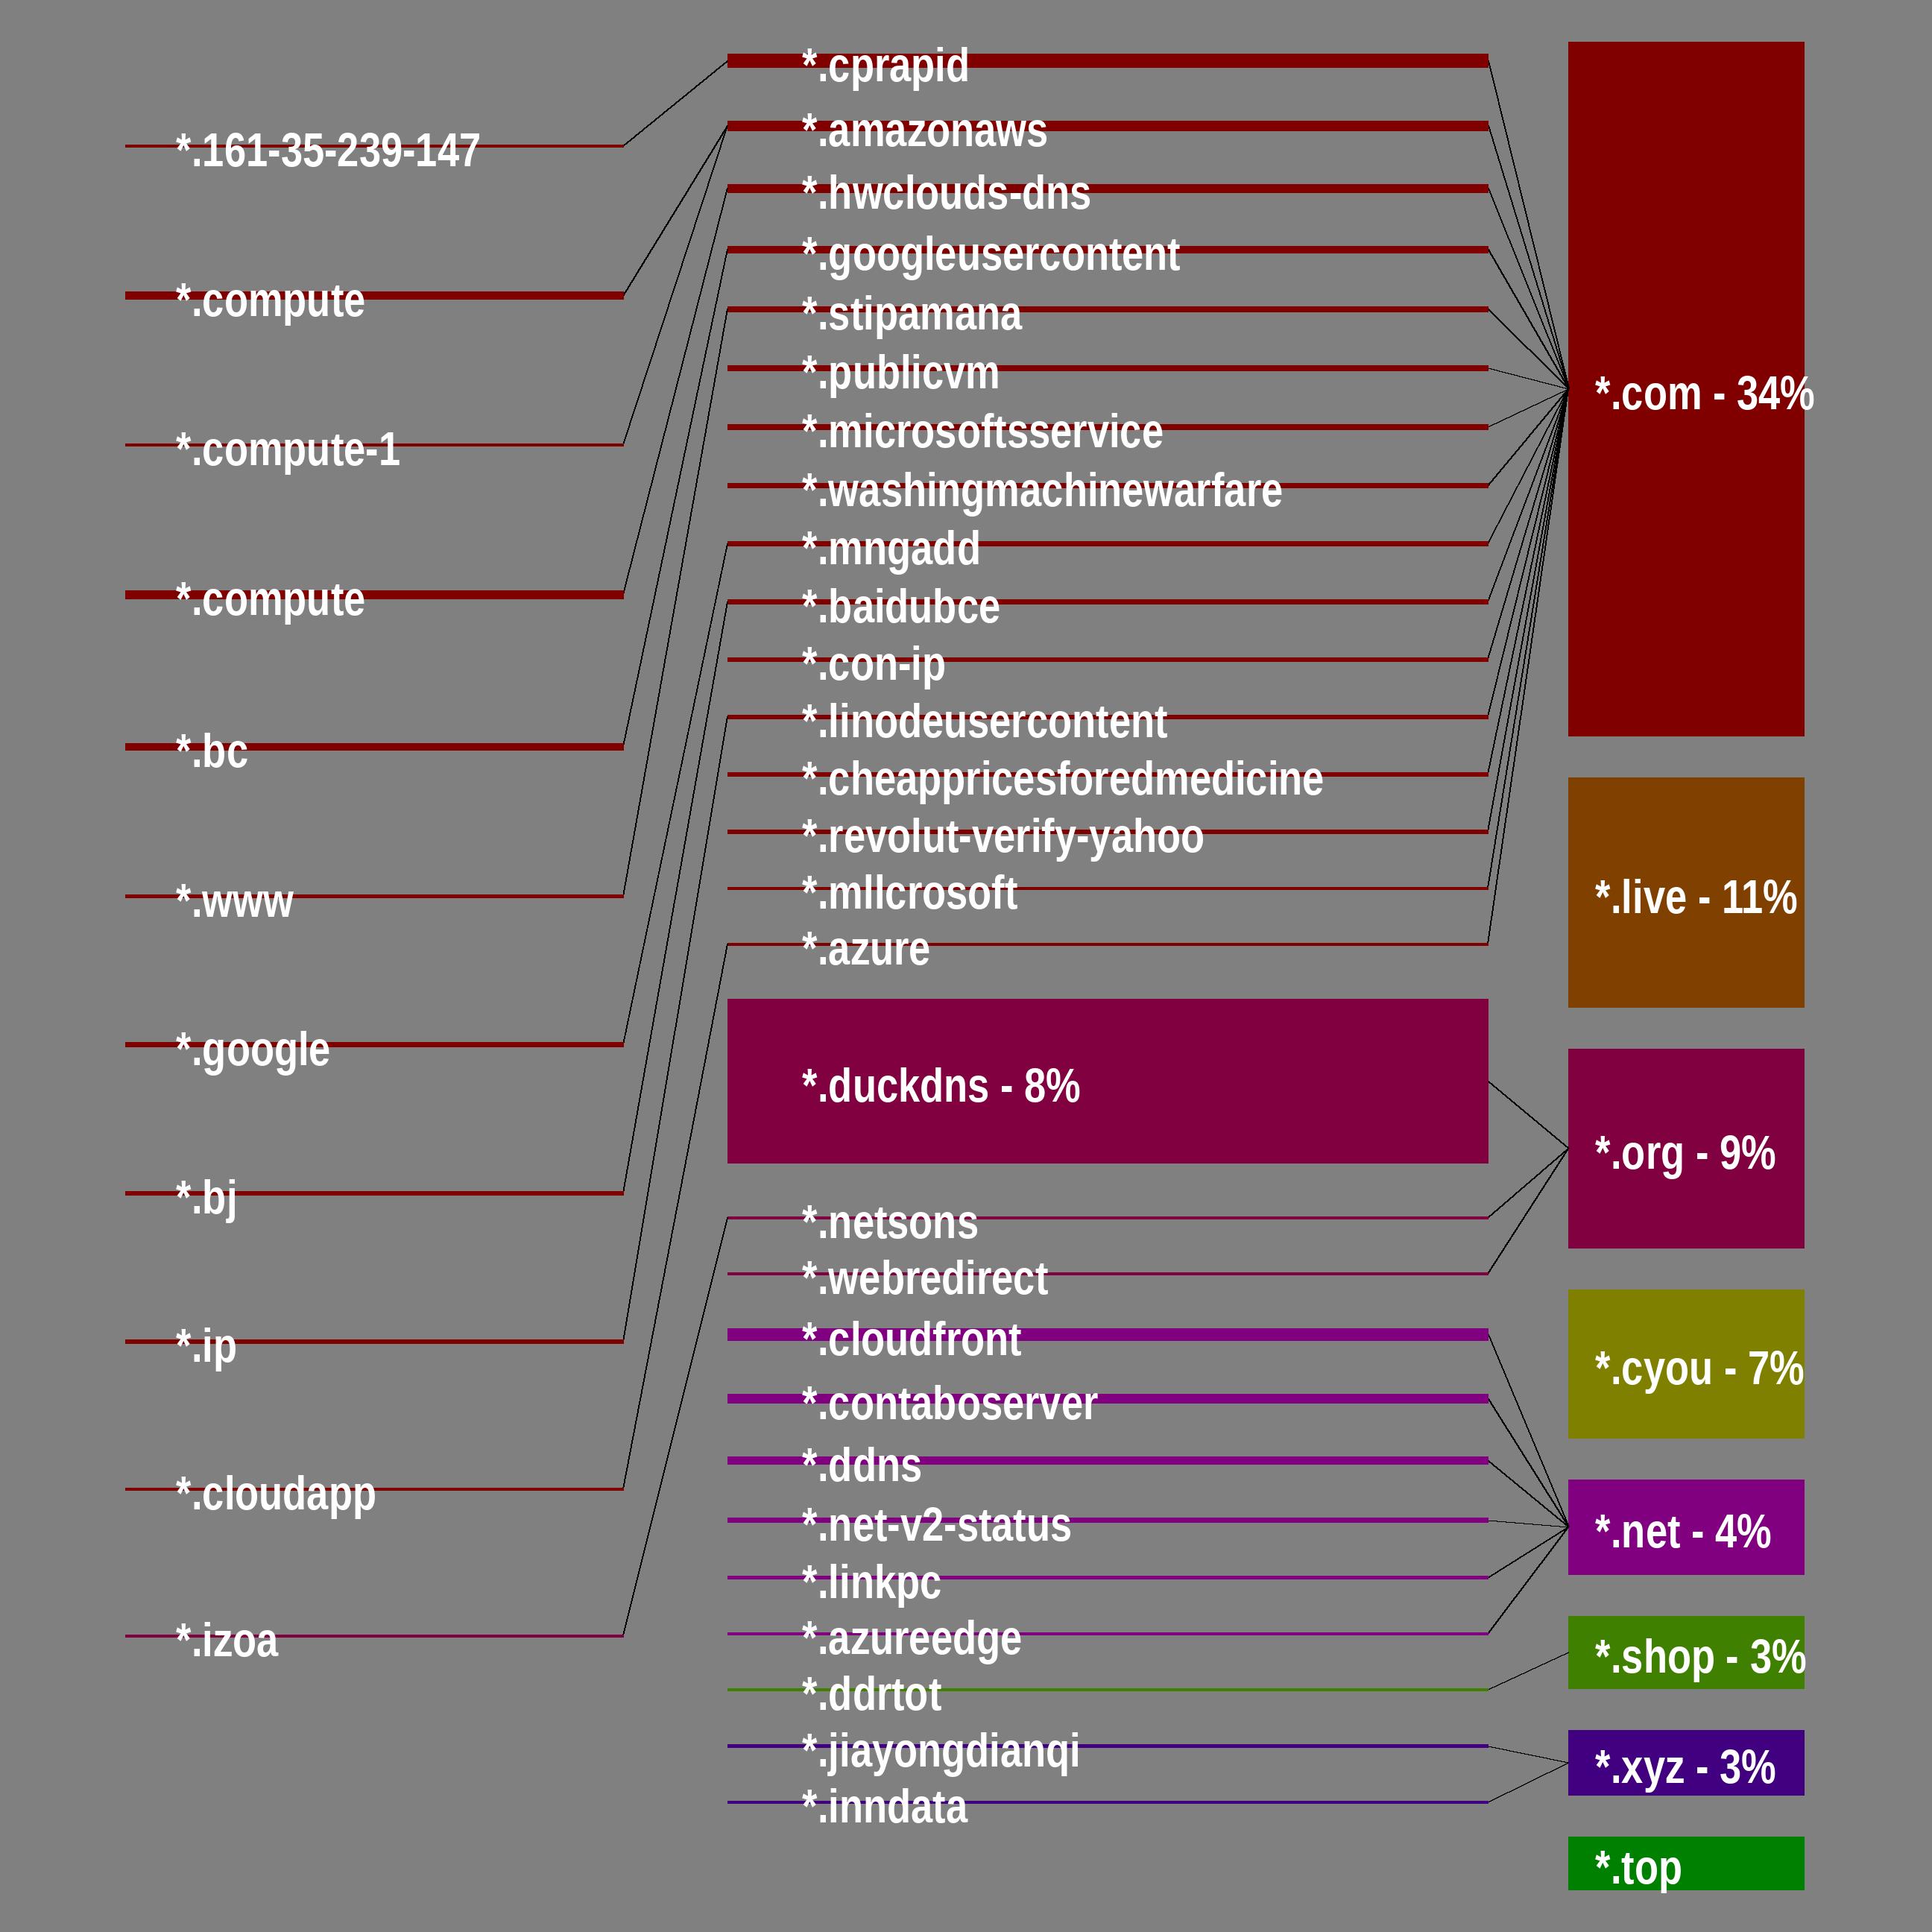 *.161-35-239-147
*.compute
*.compute-1
*.compute
*.bc
*.www
*.google
*.bj
*.ip
*.cloudapp
*.izoa
*.cprapid
*.amazonaws
*.hwclouds-dns
*.googleusercontent
*.stipamana
*.publicvm
*.microsoftsservice
*.washingmachinewarfare
*.mngadd
*.baidubce
*.con-ip
*.linodeusercontent
*.cheappricesforedmedicine
*.revolut-verify-yahoo
*.mllcrosoft
*.azure
*.duckdns - 8%
*.netsons
*.webredirect
*.cloudfront
*.contaboserver
*.ddns
*.net-v2-status
*.linkpc
*.azureedge
*.ddrtot
*.jiayongdianqi
*.inndata
*.com - 34%
*.live - 11%
*.org - 9%
*.cyou - 7%
*.net - 4%
*.shop - 3%
*.xyz - 3%
*.top